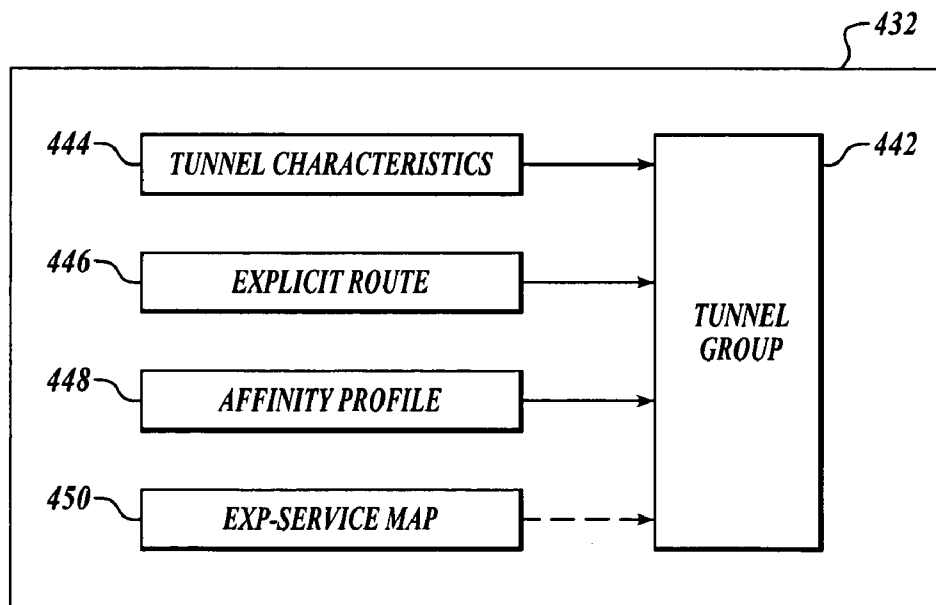 432
444
TUNNEL CHARACTERISTICS
442
446
EXPLICIT ROUTE
TUNNEL
GROUP
448
AFFINITY PROFILE
450
EXP-SERVICE MAP